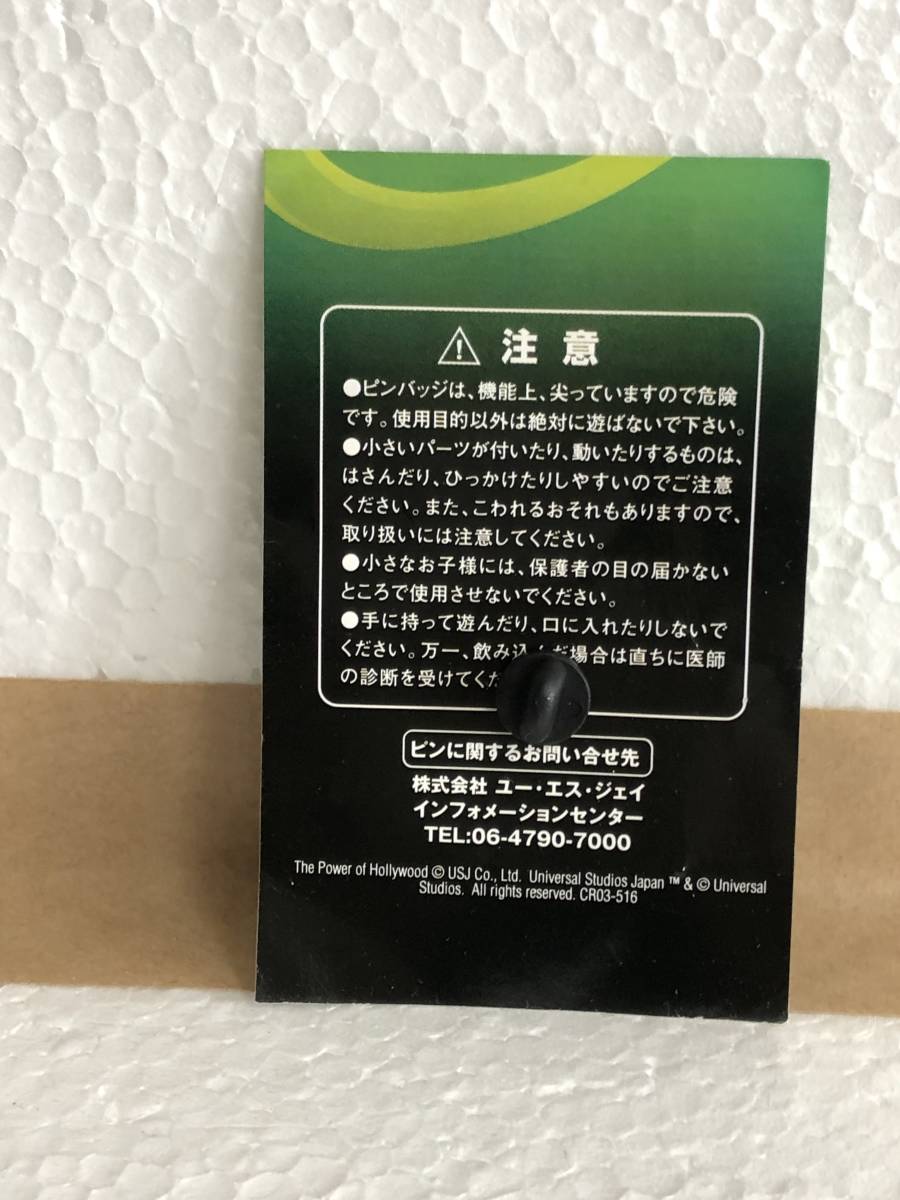 注意
●ピンバッジは、機能上、尖っていますので危険
です。使用目的以外は絶対に遊ばないで下さい。
●小さいパーツが付いたり、動いたりするものは、
はさんだり、ひっかけたりしやすいのでご注意
ください。また、こわれるおそれもありますので、
取り扱いには注意してください。
●小さなお子様には、保護者の目の届かない
ところで使用させないでください。
●手に持って遊んだり、口に入れたりしないで
ください。万一、飲み込んだ場合は直ちに医師
の診断を受けてくだ
ピンに関するお問い合せ先
株式会社 ユー・エス・ジェイ
インフォメーションセンター
TEL:06-4790-7000
The Power of Hollywood © USJ Co., Ltd. Universal Studios Japan ™ & © Universal
Studios. All rights reserved. CR03-516